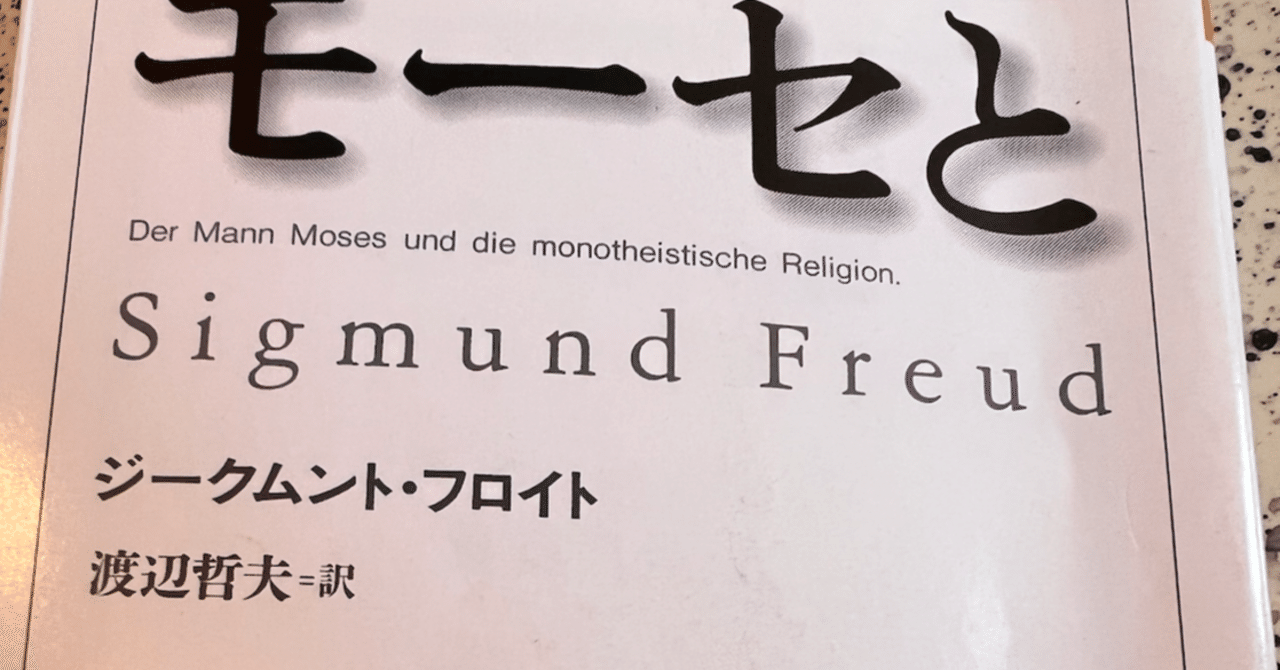 モーセと
Der Mann Moses und die monotheistische Religion.
Sigmund Freud
ジークムント・フロイト
渡辺哲夫=訳